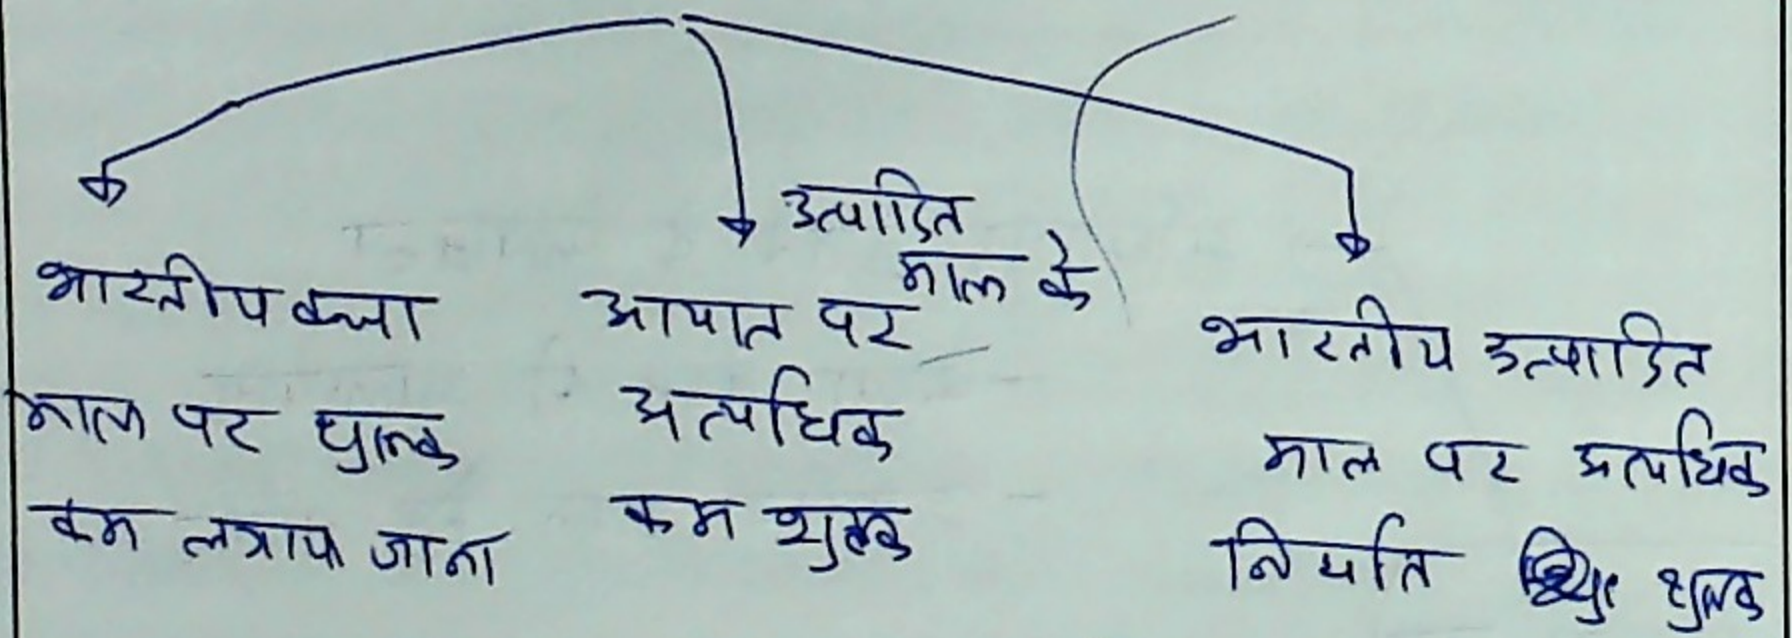 भारतीय कच्चा
माल पर शुल्क
कम लगाया जाना
उत्पादित
माल के
आयात पर
अत्यधिक
कम शुल्क
भारतीय उत्पादित
माल पर अत्यधिक
निर्यात शुल्क